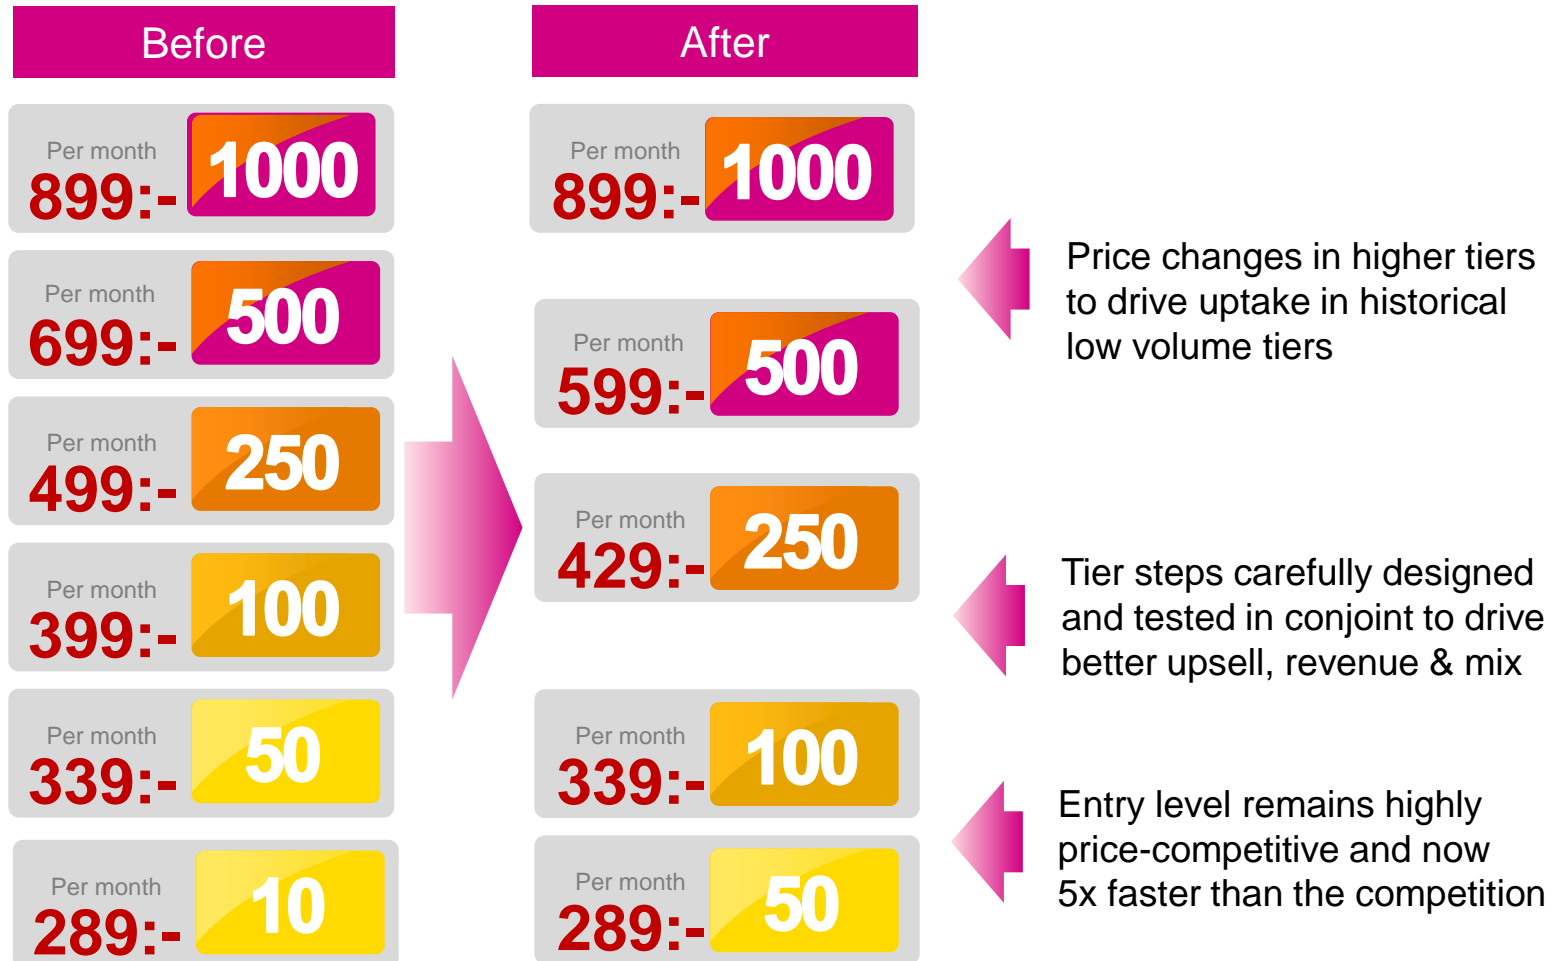 Before
Per month
899:-
1000
Per month
699:-
500
Per month
499:-
250
Per month
399:-
100
Per month
339:-
50
Per month
289:-
10
After
Per month
899:-
1000
Per month
599:-
500
Per month
429:-
250
Per month
339:-
100
Per month
289:-
50
Price changes in higher tiers
to drive uptake in historical
low volume tiers
Tier steps carefully designed
and tested in conjoint to drive
better upsell, revenue & mix
Entry level remains highly
price-competitive and now
5x faster than the competition